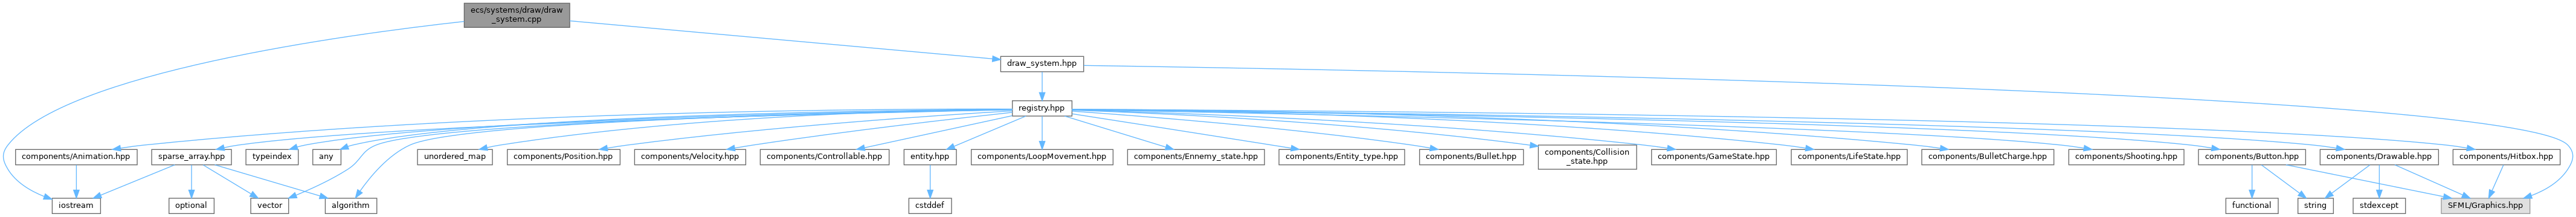 ecs/systems/draw/draw
_system.cpp
draw_system.hpp
registry.hpp
components/Animation.hpp
sparse_array.hpp
typeindex
any
unordered_map
components/Position.hpp
components/Velocity.hpp
components/Controllable.hpp
entity.hpp
components/LoopMovement.hpp
components/Ennemy_state.hpp
components/Entity_type.hpp
components/Bullet.hpp
components/Collision
_state.hpp
components/GameState.hpp
components/LifeState.hpp
components/BulletCharge.hpp
components/Shooting.hpp
components/Button.hpp
components/Drawable.hpp
components/Hitbox.hpp
iostream
optional
vector
algorithm
cstddef
functional
string
stdexcept
SFML/Graphics.hpp